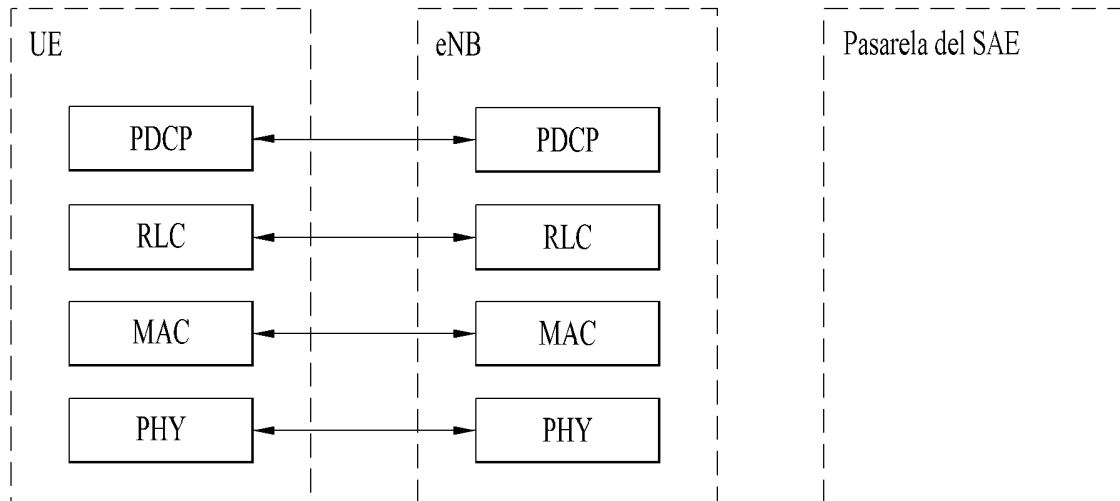 UE
eNB
Pasarela del SAE
PDCP
PDCP
RLC
RLC
MAC
MAC
PHY
PHY